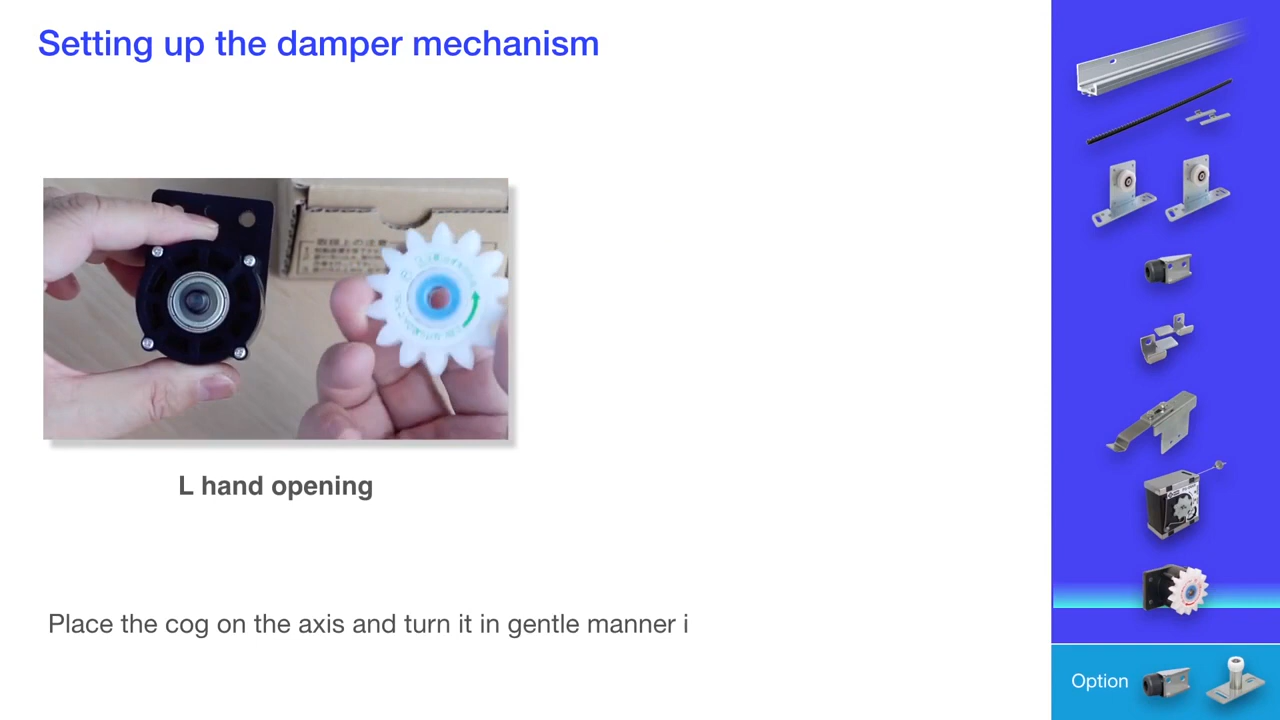 Setting up the damper mechanism
L hand opening
Place the cog on the axis and turn it in gentle manner i
Option